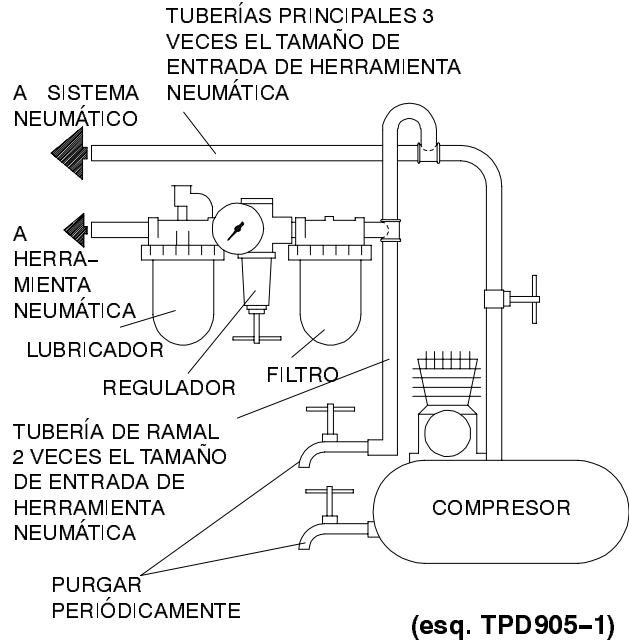 TUBERÍAS PRINCIPALES 3
VECES EL TAMAÑO DE
ENTRADA DE HERRAMIENTA
NEUMÁTICA
A SISTEMA
NEUMÁTICO
A
HERRA–
MIENTA
NEUMÁTICA
LUBRICADOR
REGULADOR
FILTRO
TUBERÍA DE RAMAL
2 VECES EL TAMAÑO
DE ENTRADA DE
HERRAMIENTA
NEUMÁTICA
COMPRESOR
PURGAR
PERIÓDICAMENTE
(esq. TPD905–1)